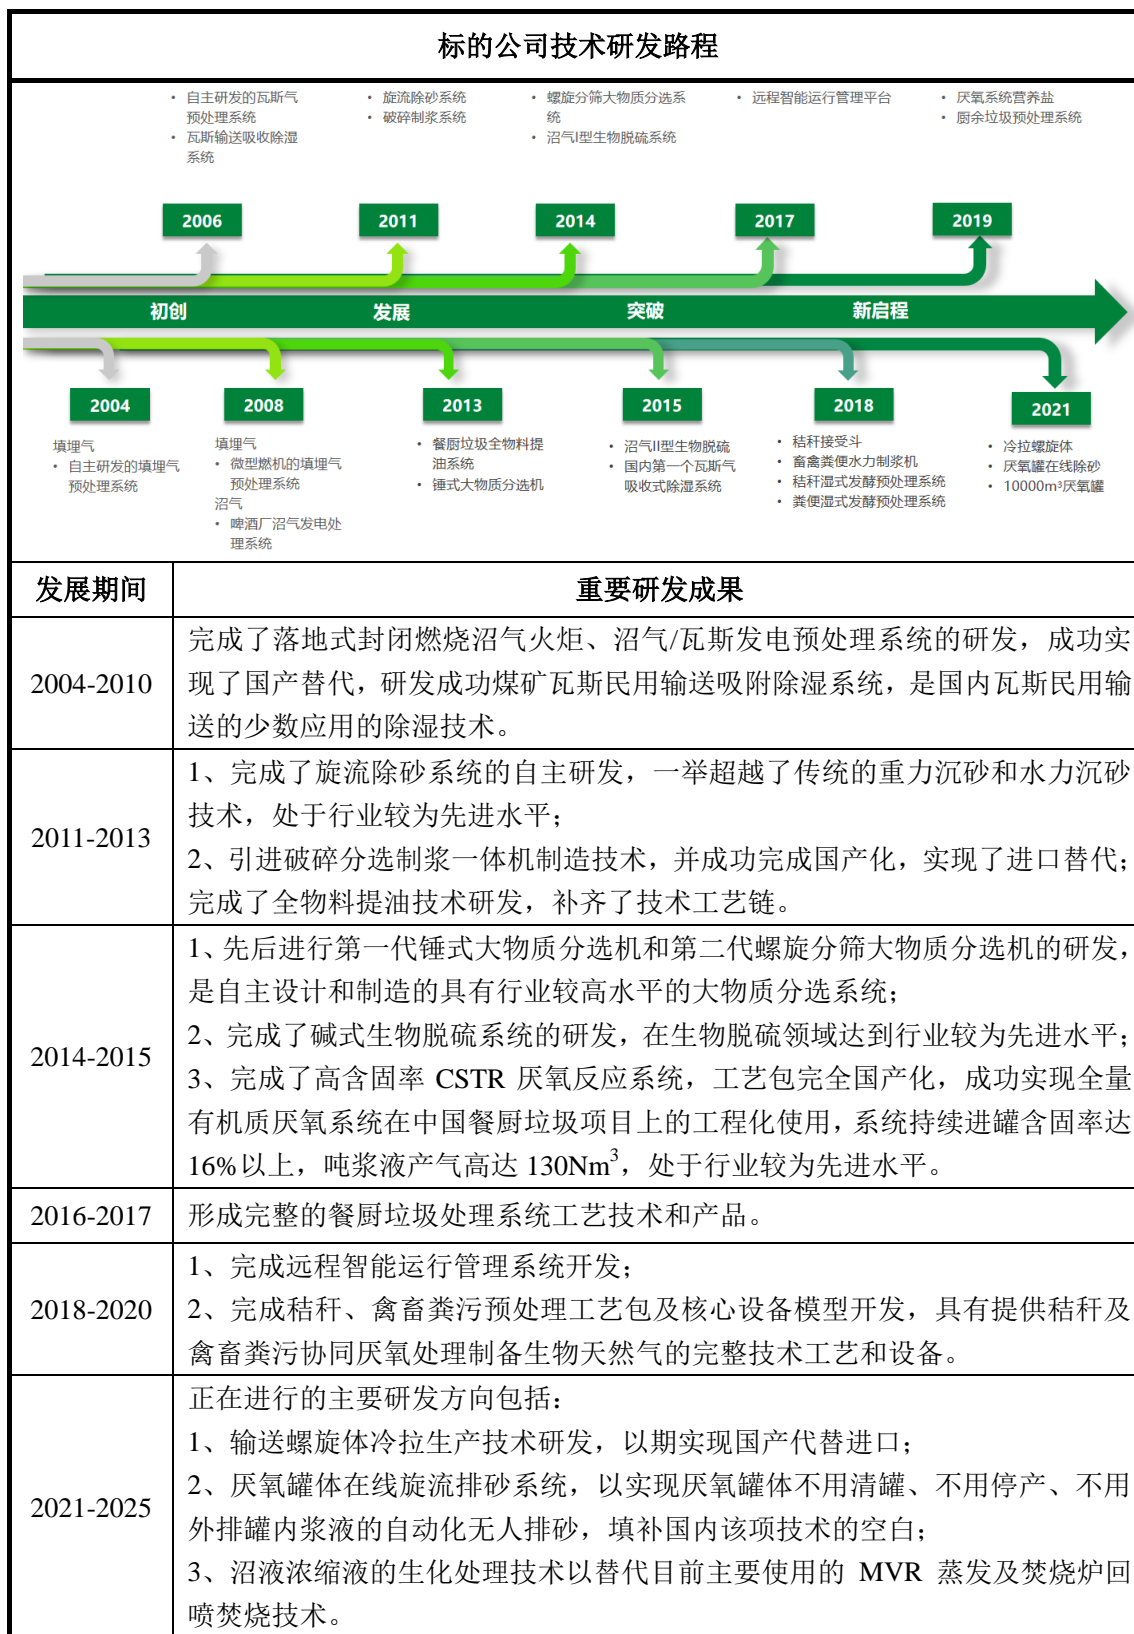 标的公司技术研发路程
• 自主研发的瓦斯气
预处理系统
• 瓦斯输送吸收除湿
系统
• 旋流除砂系统
• 破碎制浆系统
• 螺旋分筛大物质分选系
统
• 沼气I型生物脱硫系统
• 远程智能运行管理平台
• 厌氧系统营养盐
• 厨余垃圾预处理系统
2006
2011
2014
2017
2019
初创
发展
突破
新启程
2004
2008
2013
2015
2018
2021
填埋气
• 自主研发的填埋气
预处理系统
填埋气
• 微型燃机的填埋气
预处理系统
沼气
• 啤酒厂沼气发电处
理系统
• 餐厨垃圾全物料提
油系统
• 锤式大物质分选机
• 沼气II型生物脱硫
• 国内第一个瓦斯气
吸收式除湿系统
• 秸秆接受斗
• 畜禽粪便水力制浆机
• 秸秆湿式发酵预处理系统
• 粪便湿式发酵预处理系统
• 冷拉螺旋体
• 厌氧罐在线除砂
• 10000m³厌氧罐
发展期间
重要研发成果
2004-2010
完成了落地式封闭燃烧沼气火炬、沼气/瓦斯发电预处理系统的研发，成功实
现了国产替代，研发成功煤矿瓦斯民用输送吸附除湿系统，是国内瓦斯民用输
送的少数应用的除湿技术。
2011-2013
1、完成了旋流除砂系统的自主研发，一举超越了传统的重力沉砂和水力沉砂
技术，处于行业较为先进水平；
2、引进破碎分选制浆一体机制造技术，并成功完成国产化，实现了进口替代；
完成了全物料提油技术研发，补齐了技术工艺链。
2014-2015
1、先后进行第一代锤式大物质分选机和第二代螺旋分筛大物质分选机的研发，
是自主设计和制造的具有行业较高水平的大物质分选系统；
2、完成了碱式生物脱硫系统的研发，在生物脱硫领域达到行业较为先进水平；
3、完成了高含固率 CSTR 厌氧反应系统，工艺包完全国产化，成功实现全量
有机质厌氧系统在中国餐厨垃圾项目上的工程化使用，系统持续进罐含固率达
16%以上，吨浆液产气高达 130Nm³，处于行业较为先进水平。
2016-2017
形成完整的餐厨垃圾处理系统工艺技术和产品。
2018-2020
1、完成远程智能运行管理系统开发；
2、完成秸秆、禽畜粪污预处理工艺包及核心设备模型开发，具有提供秸秆及
禽畜粪污协同厌氧处理制备生物天然气的完整技术工艺和设备。
2021-2025
正在进行的主要研发方向包括：
1、输送螺旋体冷拉生产技术研发，以期实现国产代替进口；
2、厌氧罐体在线旋流排砂系统，以实现厌氧罐体不用清罐、不用停产、不用
外排罐内浆液的自动化无人排砂，填补国内该项技术的空白；
3、沼液浓缩液的生化处理技术以替代目前主要使用的 MVR 蒸发及焚烧炉回
喷焚烧技术。